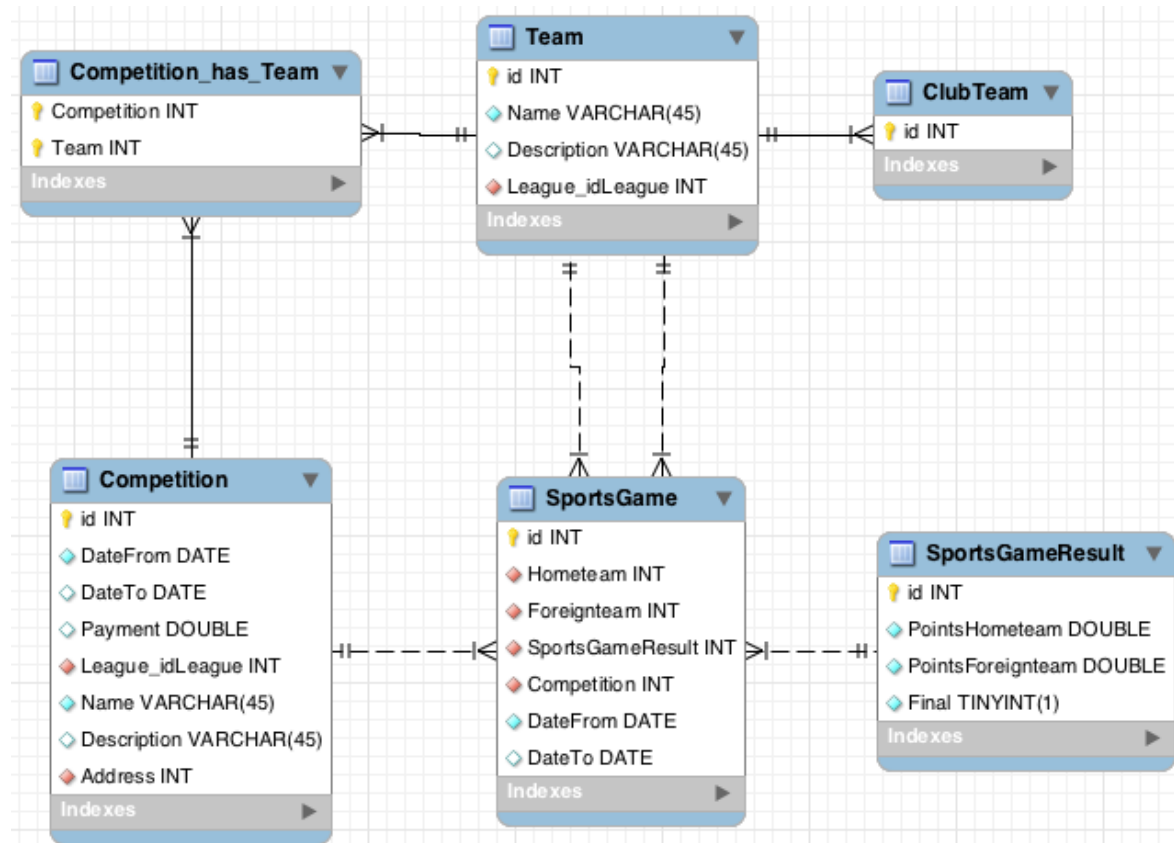 Competition_has_Team
Competition INT
Team INT
Indexes
Team
id INT
Name VARCHAR(45)
Description VARCHAR(45)
League_idLeague INT
Indexes
ClubTeam
id INT
Indexes
Competition
id INT
DateFrom DATE
DateTo DATE
Payment DOUBLE
League_idLeague INT
Name VARCHAR(45)
Description VARCHAR(45)
Address INT
Indexes
SportsGame
id INT
Hometeam INT
Foreignteam INT
SportsGameResult INT
Competition INT
DateFrom DATE
DateTo DATE
Indexes
SportsGameResult
id INT
PointsHometeam DOUBLE
PointsForeignteam DOUBLE
Final TINYINT(1)
Indexes